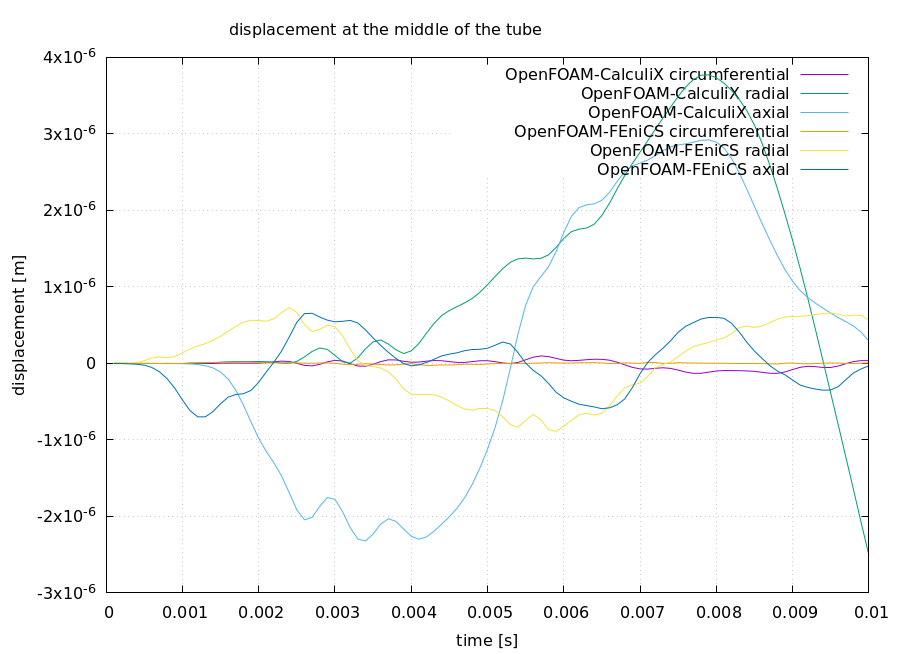 displacement at the middle of the tube
4x10-6
3x10-6
2x10-6
1x10-6
0
-1x10-6
-2x10-6
-3x10-6
displacement [m]
OpenFOAM-CalculiX circumferential
OpenFOAM-CalculiX radial
OpenFOAM-CalculiX axial
OpenFOAM-FEniCS circumferential
OpenFOAM-FEniCS radial
OpenFOAM-FEniCS axial
0 0.001 0.002 0.003 0.004 0.005 0.006 0.007 0.008 0.009 0.01
time [s]